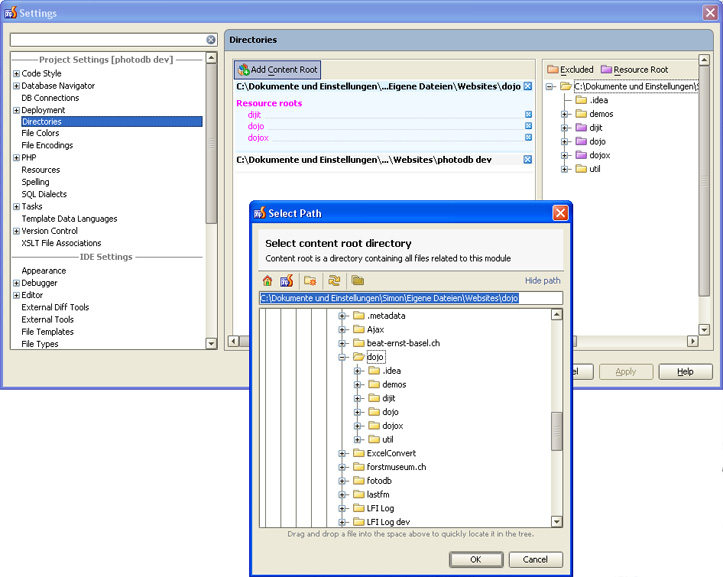 Settings
Project Settings [photodb dev]
Code Style
Database Navigator
DB Connections
Deployment
Directories
File Colors
File Encodings
PHP
Resources
Spelling
SQL Dialects
Tasks
Template Data Languages
Version Control
XSLT File Associations
IDE Settings
Appearance
Debugger
Editor
External Diff Tools
External Tools
File Templates
File Types
Directories
Add Content Root
C:\Dokumente und Einstellungen\...Eigene Dateien\Websites\dojo
Resource roots
dijit
dojo
dojox
C:\Dokumente und Einstellungen\...\Websites\photodb dev
Excluded Resource Root
C:\Dokumente und Einstellungen\S
.idea
demos
dijit
dojo
dojox
util
el
Apply
Help
Select Path
Select content root directory
Content root is a directory containing all files related to this module
Hide path
C:\Dokumente und Einstellungen\Simon\Eigene Dateien\Websites\dojo
.metadata
Ajax
beat-ernst-basel.ch
dojo
.idea
demos
dijit
dojo
dojox
util
ExcelConvert
forstmuseum.ch
fotodb
lastfm
LFI Log
LFI Log dev
Drag and drop a file into the space above to quickly locate it in the tree.
OK
Cancel